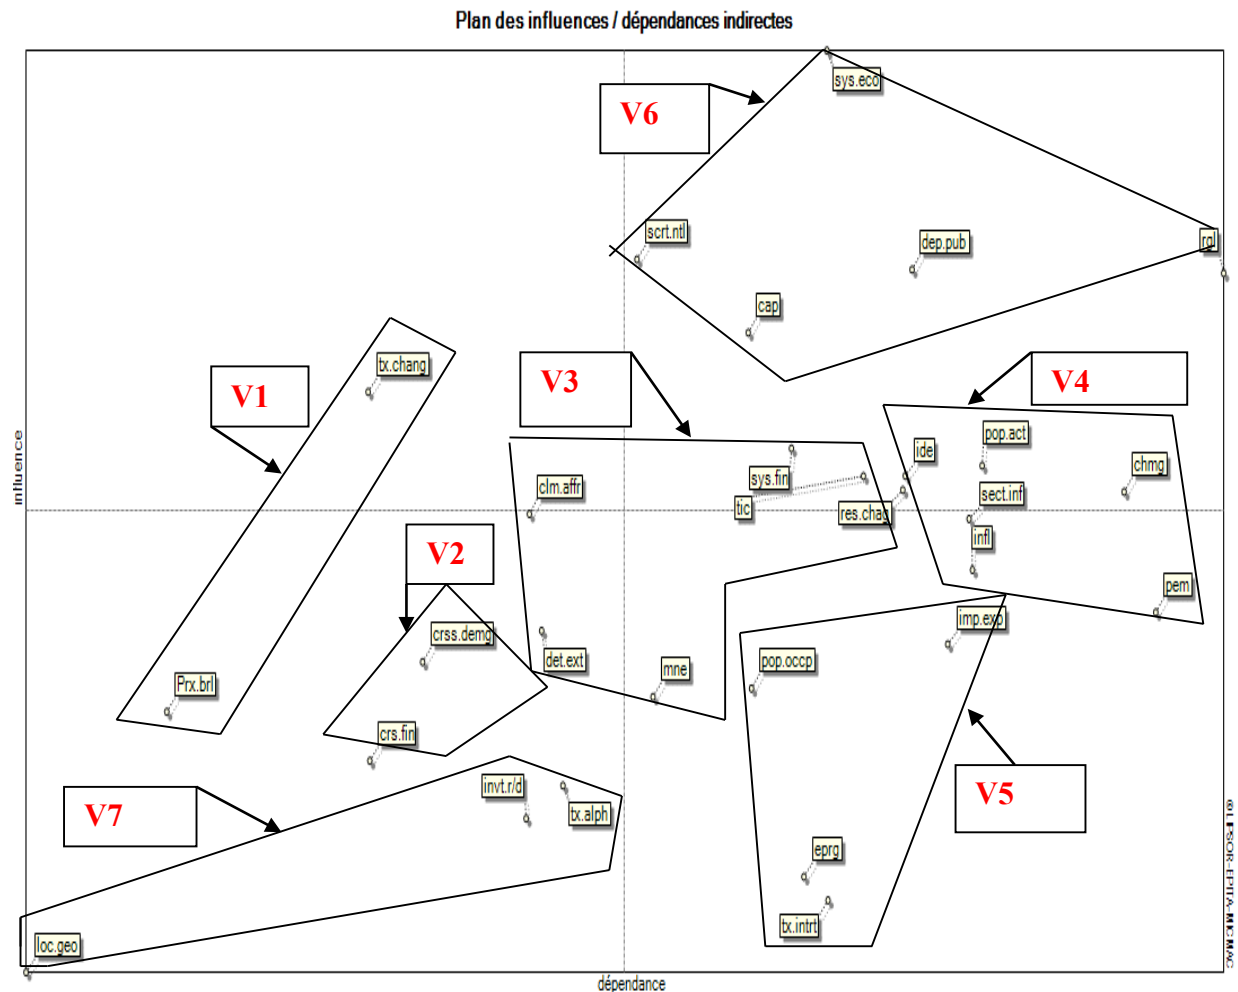 Plan des influences / dépendances indirectes
sys.eco
V6
scrt.ntl
dep.pub
rgl
cap
tx.chang
V1
V3
V4
influence
pop.act
ide
chmg
sys.fin
clm.affr
tic
res.chag
sect.inf
infl
V2
pem
crss.demg
imp.exp
det.ext
mne
pop.occp
Prx.brl
crs.fin
V7
invt.r/d
tx.alph
V5
eprg
tx.intrt
loc.geo
dépendance
© LIPSOR-EPITA-MICMAC